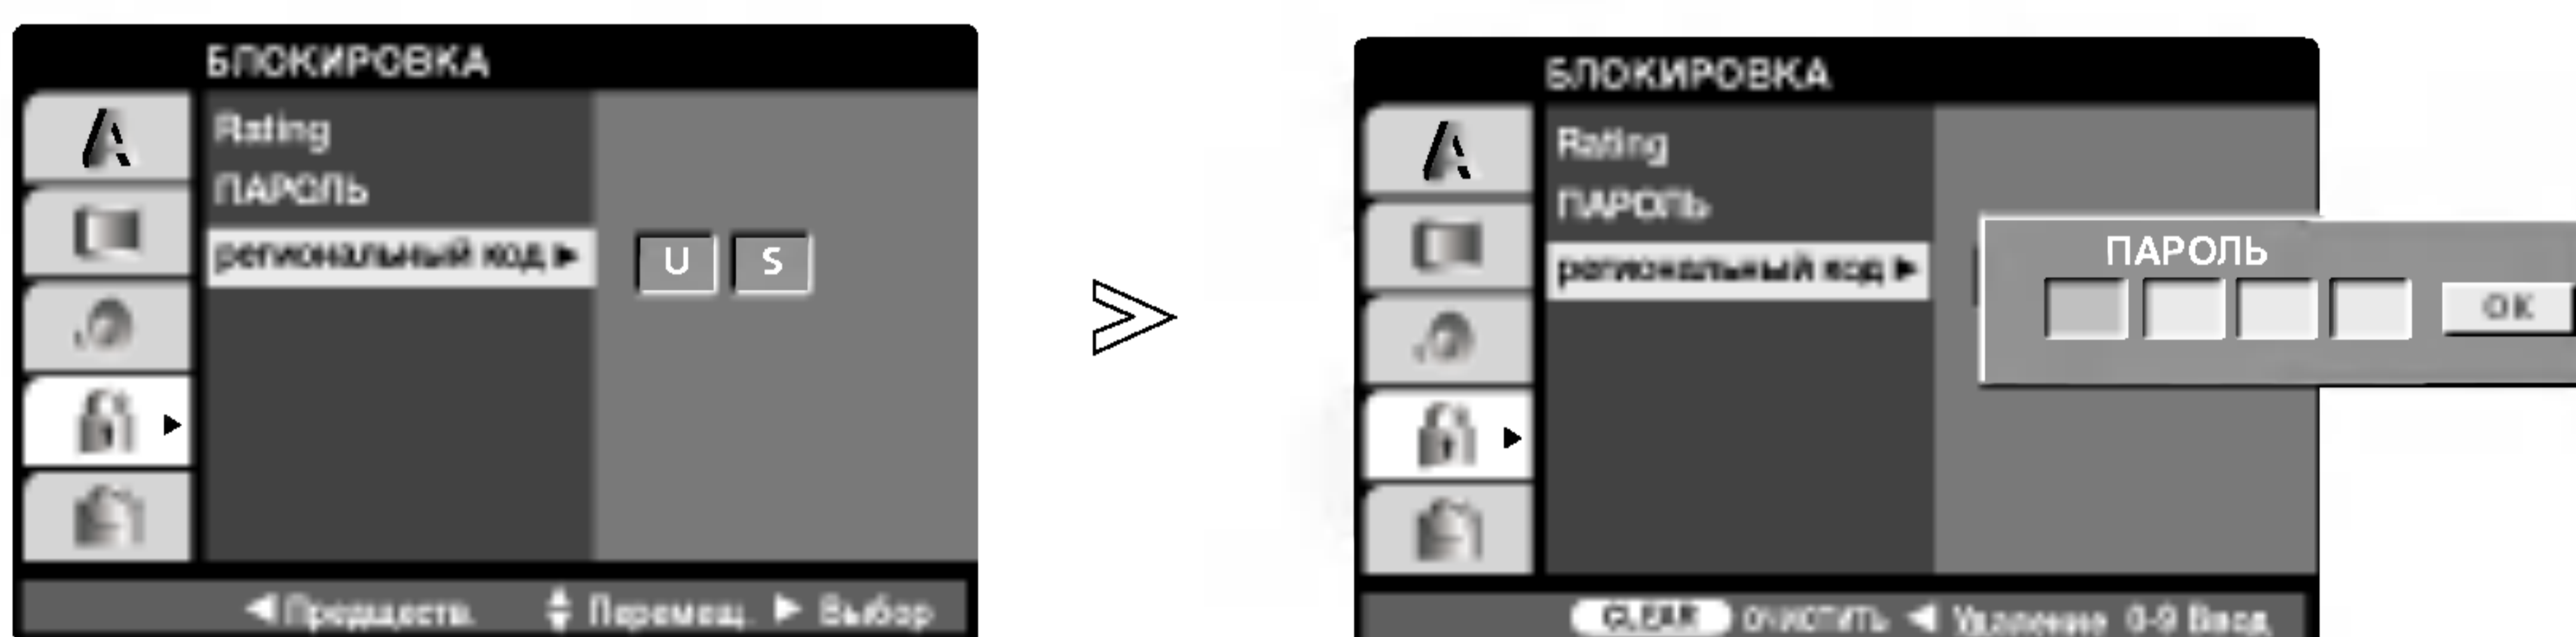 БЛОКИРОВКА
Rating
ПАРОЛЬ
региональный код ►
U S
◄ Предшеств. Перемещ. ► Выбор
БЛОКИРОВКА
Rating
ПАРОЛЬ
региональный код ►
ПАРОЛЬ
OK
CLEAR ОЧИСТИТЬ ◄ Удаление 0-9 Ввод